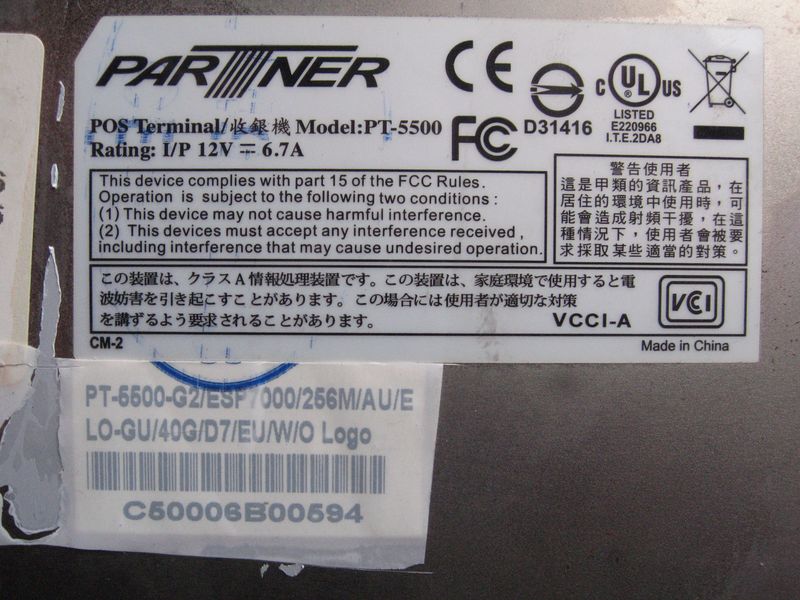 PARTNER
CE
c UL US
LISTED
E220966
I.T.E.2DA8
D31416
FC
POS Terminal/收銀機 Model:PT-5500
Rating: I/P 12V ⎓ 6.7A
This device complies with part 15 of the FCC Rules.
Operation is subject to the following two conditions :
(1) This device may not cause harmful interference.
(2) This devices must accept any interference received ,
including interference that may cause undesired operation.
警告使用者
這是甲類的資訊產品，在
居住的環境中使用時，可
能會造成射頻干擾，在這
種情況下，使用者會被要
求採取某些適當的對策。
この装置は、クラスA情報処理装置です。この装置は、家庭環境で使用すると電
波妨害を引き起こすことがあります。この場合には使用者が適切な対策
を講ずるよう要求されることがあります。
VCCI-A
VCI
CM-2
Made in China
PT-5500-G2/ESP7000/256M/AU/E
LO-GU/40G/D7/EU/W/O Logo
C50006B00594